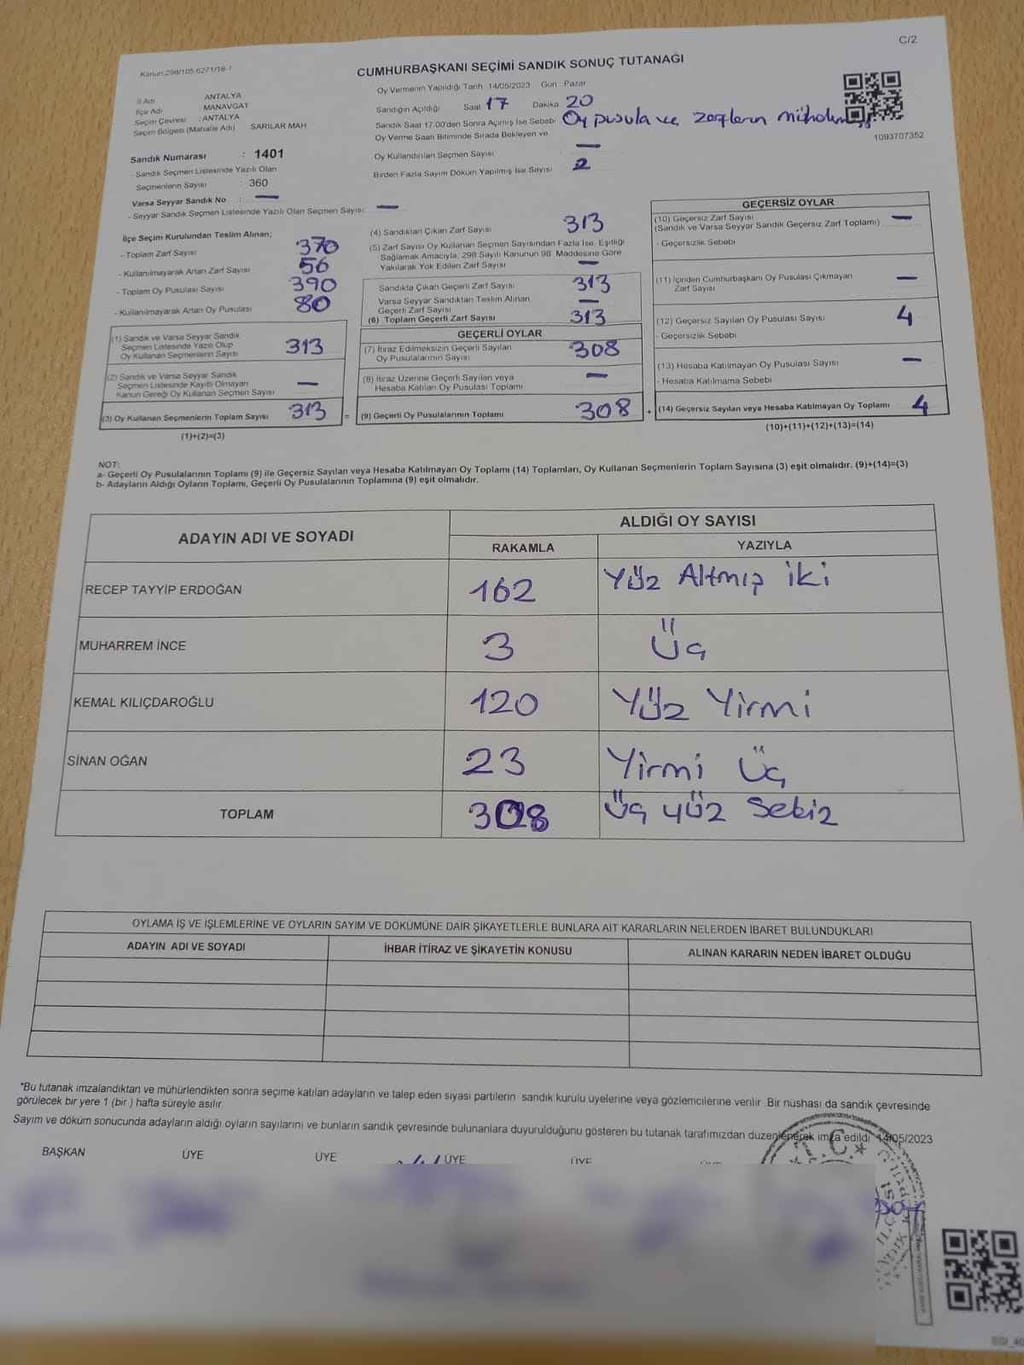 C/2
Kanun:298/105-6271/18-1
CUMHURBAŞKANI SEÇİMİ SANDIK SONUÇ TUTANAĞI
İl Adı : ANTALYA
İlçe Adı : MANAVGAT
Seçim Çevresi : ANTALYA
Seçim Bölgesi (Mahalle Adı) SARILAR MAH
Sandık Numarası : 1401
- Sandık Seçmen Listesinde Yazılı Olan
Seçmenlerin Sayısı : 360
Varsa Seyyar Sandık No : —
- Seyyar Sandık Seçmen Listesinde Yazılı Olan Seçmen Sayısı —
Oy Vermenin Yapıldığı Tarih 14/05/2023 Gün Pazar
Sandığın Açıldığı Saat 17 Dakika 20
Sandık Saat 17:00'den Sonra Açmış İse Sebebi Oy pusula ve zarfların
Oy Verme Saati Bitiminde Sırada Bekleyen ve
Oy Kullandırılan Seçmen Sayısı —
Birden Fazla Sayım Döküm Yapılmış İse Sayısı 2
1093707352
İlçe Seçim Kurulundan Teslim Alınan;
- Toplam Zarf Sayısı 370
- Kullanılmayarak Artan Zarf Sayısı 56
- Toplam Oy Pusulası Sayısı 390
- Kullanılmayarak Artan Oy Pusulası 80
(1) Sandık ve Varsa Seyyar Sandık
Seçmen Listesinde Yazılı Olup
Oy Kullanan Seçmenlerin Sayısı 313
(2) Sandık ve Varsa Seyyar Sandık
Seçmen Listesinde Kayıtlı Olmayan
Kanun Gereği Oy Kullanan Seçmen Sayısı —
(3) Oy Kullanan Seçmenlerin Toplam Sayısı 313 =
(1)+(2)=(3)
(4) Sandıktan Çıkan Zarf Sayısı 313
(5) Zarf Sayısı Oy Kullanan Seçmen Sayısından Fazla İse, Eşitliği
Sağlamak Amacıyla, 298 Sayılı Kanunun 98. Maddesine Göre
Yakılarak Yok Edilen Zarf Sayısı —
Sandıkta Çıkan Geçerli Zarf Sayısı 313
Varsa Seyyar Sandıktan Teslim Alınan
Geçerli Zarf Sayısı —
(6) Toplam Geçerli Zarf Sayısı 313
GEÇERLİ OYLAR
(7) İtiraz Edilmeksizin Geçerli Sayılan
Oy Pusulalarının Sayısı 308
(8) İtiraz Üzerine Geçerli Sayılan veya
Hesaba Katılan Oy Pusulası Toplamı —
(9) Geçerli Oy Pusulalarının Toplamı 308 +
GEÇERSİZ OYLAR
(10) Geçersiz Zarf Sayısı —
(Sandık ve Varsa Seyyar Sandık Geçersiz Zarf Toplamı)
- Geçersizlik Sebebi
(11) İçinden Cumhurbaşkanı Oy Pusulası Çıkmayan
Zarf Sayısı —
(12) Geçersiz Sayılan Oy Pusulası Sayısı 4
- Geçersizlik Sebebi
(13) Hesaba Katılmayan Oy Pusulası Sayısı —
- Hesaba Katılmama Sebebi
(14) Geçersiz Sayılan veya Hesaba Katılmayan Oy Toplamı 4
(10)+(11)+(12)+(13)=(14)
NOT:
a- Geçerli Oy Pusulalarının Toplamı (9) ile Geçersiz Sayılan veya Hesaba Katılmayan Oy Toplamı (14) Toplamları, Oy Kullanan Seçmenlerin Toplam Sayısına (3) eşit olmalıdır. (9)+(14)=(3)
b- Adayların Aldığı Oyların Toplamı, Geçerli Oy Pusulalarının Toplamına (9) eşit olmalıdır.
ADAYIN ADI VE SOYADI ALDIĞI OY SAYISI
RAKAMLA YAZIYLA
RECEP TAYYİP ERDOĞAN 162 Yüz Altmış iki
MUHARREM İNCE 3 Üç
KEMAL KILIÇDAROĞLU 120 Yüz Yirmi
SİNAN OĞAN 23 Yirmi Üç
TOPLAM 308 Üç yüz Sekiz
OYLAMA İŞ VE İŞLEMLERİNE VE OYLARIN SAYIM VE DÖKÜMÜNE DAİR ŞİKAYETLERLE BUNLARA AİT KARARLARIN NELERDEN İBARET BULUNDUKLARI
ADAYIN ADI VE SOYADI İHBAR İTİRAZ VE ŞİKAYETİN KONUSU ALINAN KARARIN NEDEN İBARET OLDUĞU
*Bu tutanak imzalandıktan ve mühürlendikten sonra seçime katılan adayların ve talep eden siyasi partilerin sandık kurulu üyelerine veya gözlemcilerine verilir. Bir nüshası da sandık çevresinde
görülecek bir yere 1 (bir) hafta süreyle asılır.
Sayım ve döküm sonucunda adayların aldığı oyların sayılarını ve bunların sandık çevresinde bulunanlara duyurulduğunu gösteren bu tutanak tarafımızdan düzenlenerek imza edildi 14/05/2023
BAŞKAN ÜYE ÜYE ÜYE ÜYE
T.C.